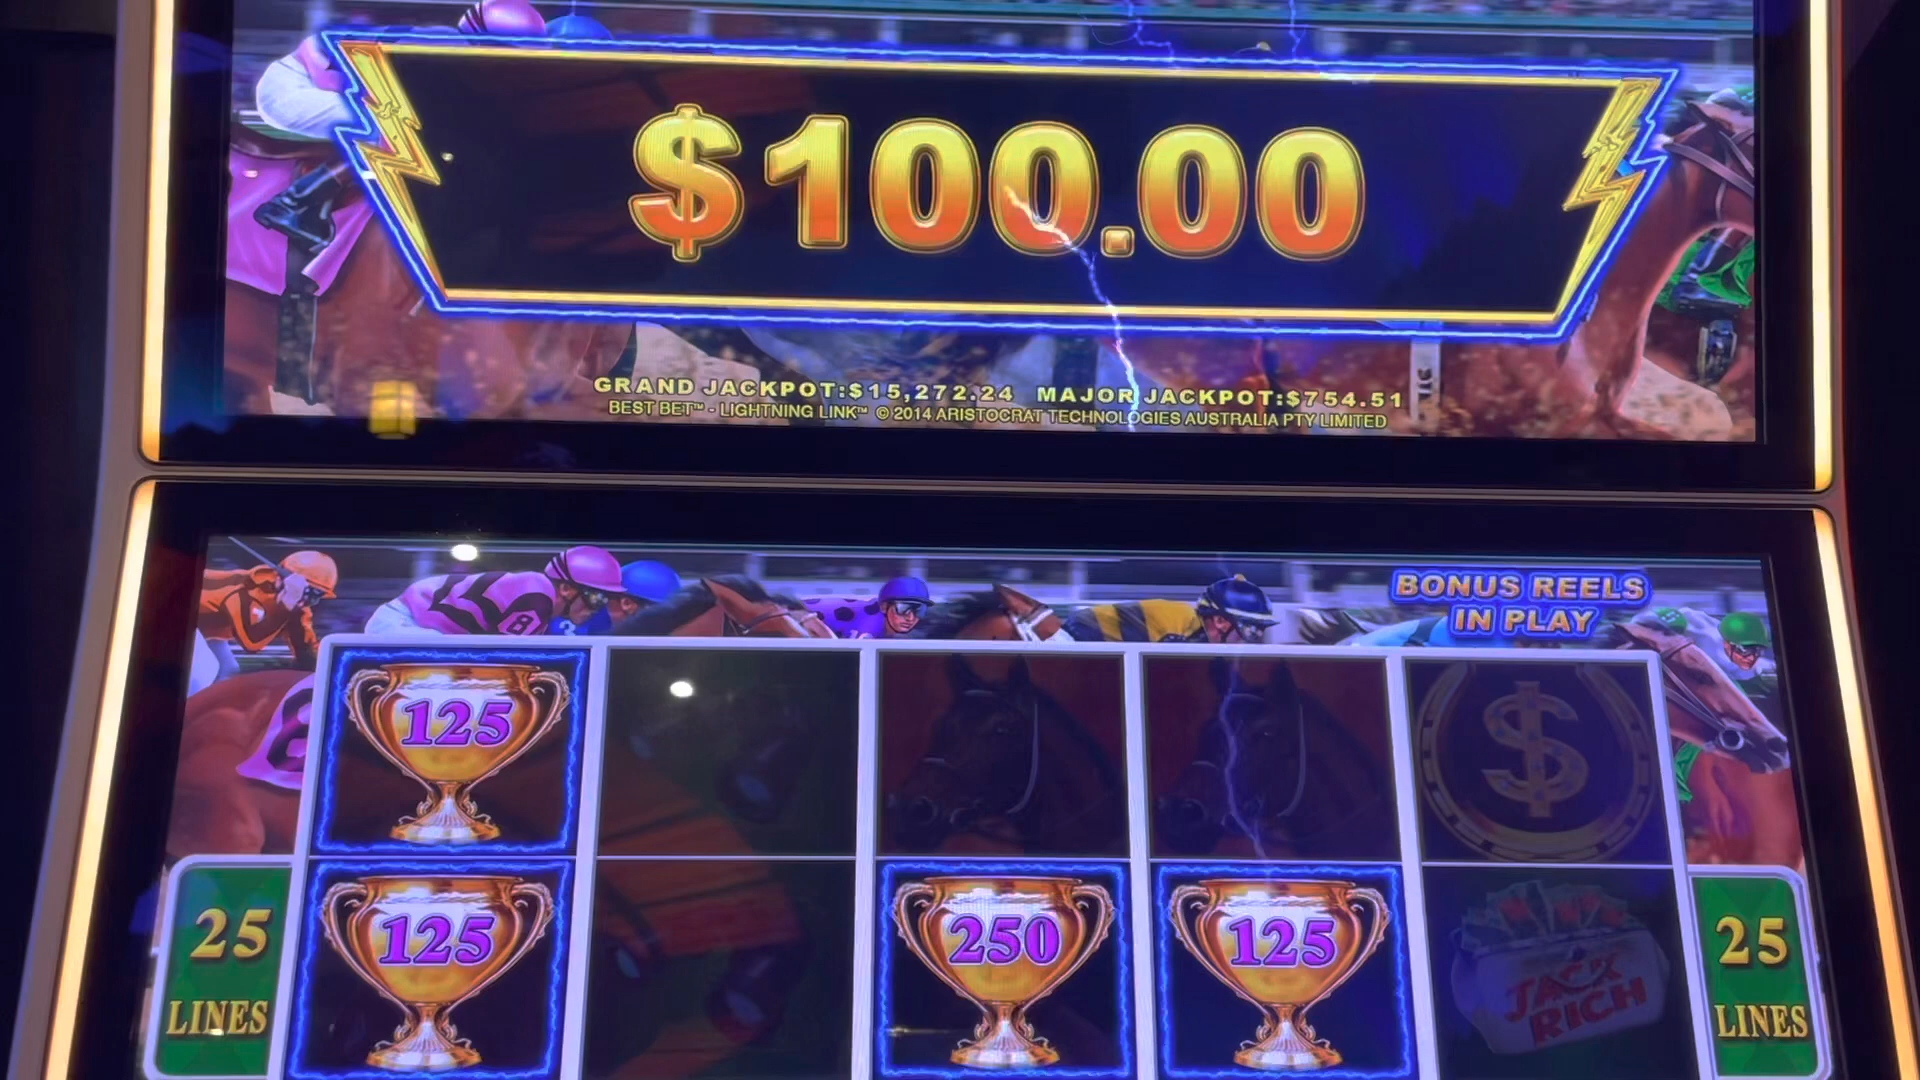 $100.00
GRAND JACKPOT:$15,272.24 MAJOR JACKPOT:$754.51
BEST BET™ - LIGHTNING LINK™ © 2014 ARISTOCRAT TECHNOLOGIES AUSTRALIA PTY LIMITED
BONUS REELS
IN PLAY
8
125
$
25
LINES
125
250
125
JACK
RICH
25
LINES